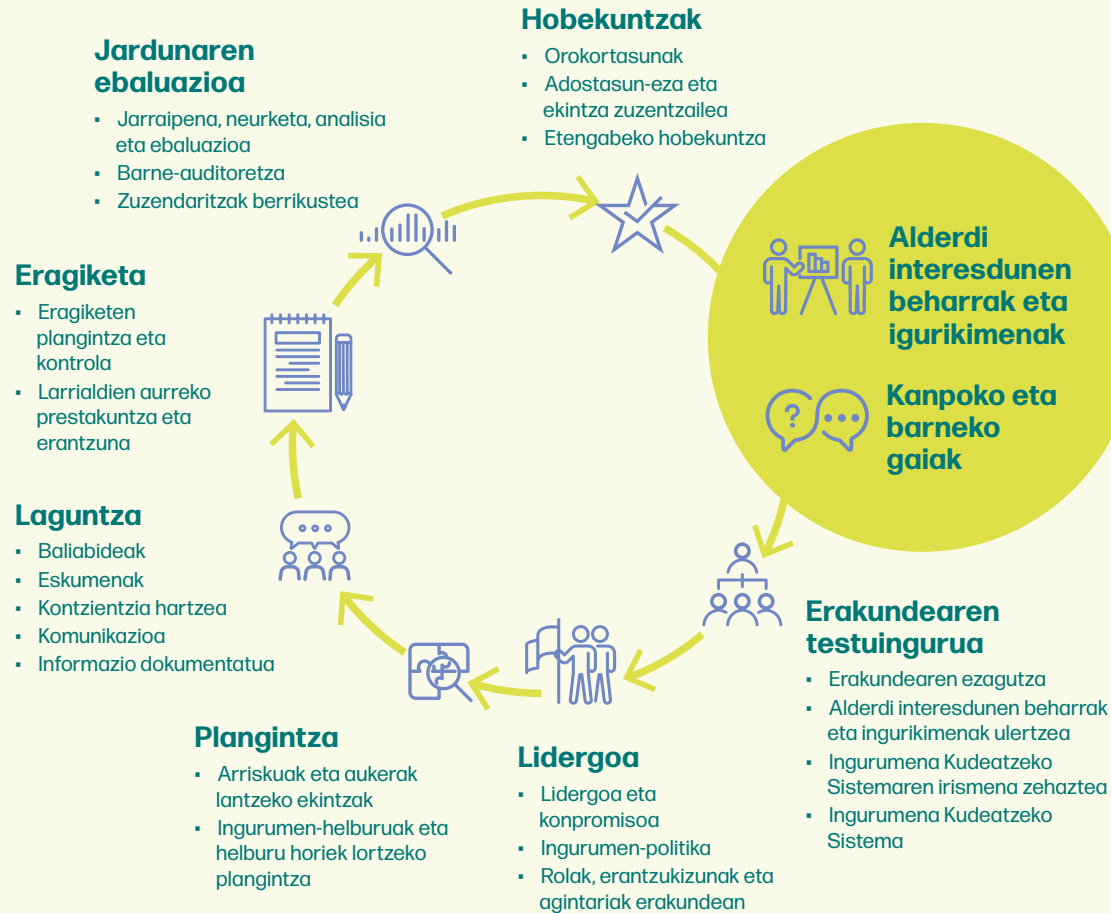 Hobekuntzak
▪ Orokortasunak
▪ Adostasun-eza eta
ekintza zuzentzailea
▪ Etengabeko hobekuntza
Jardunaren
ebaluazioa
▪ Jarraipena, neurketa, analisia
eta ebaluazioa
▪ Barne-auditoretza
▪ Zuzendaritzak berrikustea
Alderdi
interesdunen
beharrak eta
igurikimenak
?
Kanpoko eta
barneko
gaiak
Eragiketa
▪ Eragiketen
plangintza eta
kontrola
▪ Larrialdien aurreko
prestakuntza eta
erantzuna
Laguntza
▪ Baliabideak
▪ Eskumenak
▪ Kontzientzia hartzea
▪ Komunikazioa
▪ Informazio dokumentatua
Erakundearen
testuingurua
▪ Erakundearen ezagutza
▪ Alderdi interesdunen beharrak
eta ingurikimenak ulertzea
▪ Ingurumena Kudeatzeko
Sistemaren irismena zehaztea
▪ Ingurumena Kudeatzeko
Sistema
Plangintza
▪ Arriskuak eta aukerak
lantzeko ekintzak
▪ Ingurumen-helburuak eta
helburu horiek lortzeko
plangintza
Lidergoa
▪ Lidergoa eta
konpromisoa
▪ Ingurumen-politika
▪ Rolak, erantzukizunak eta
agintariak erakundean